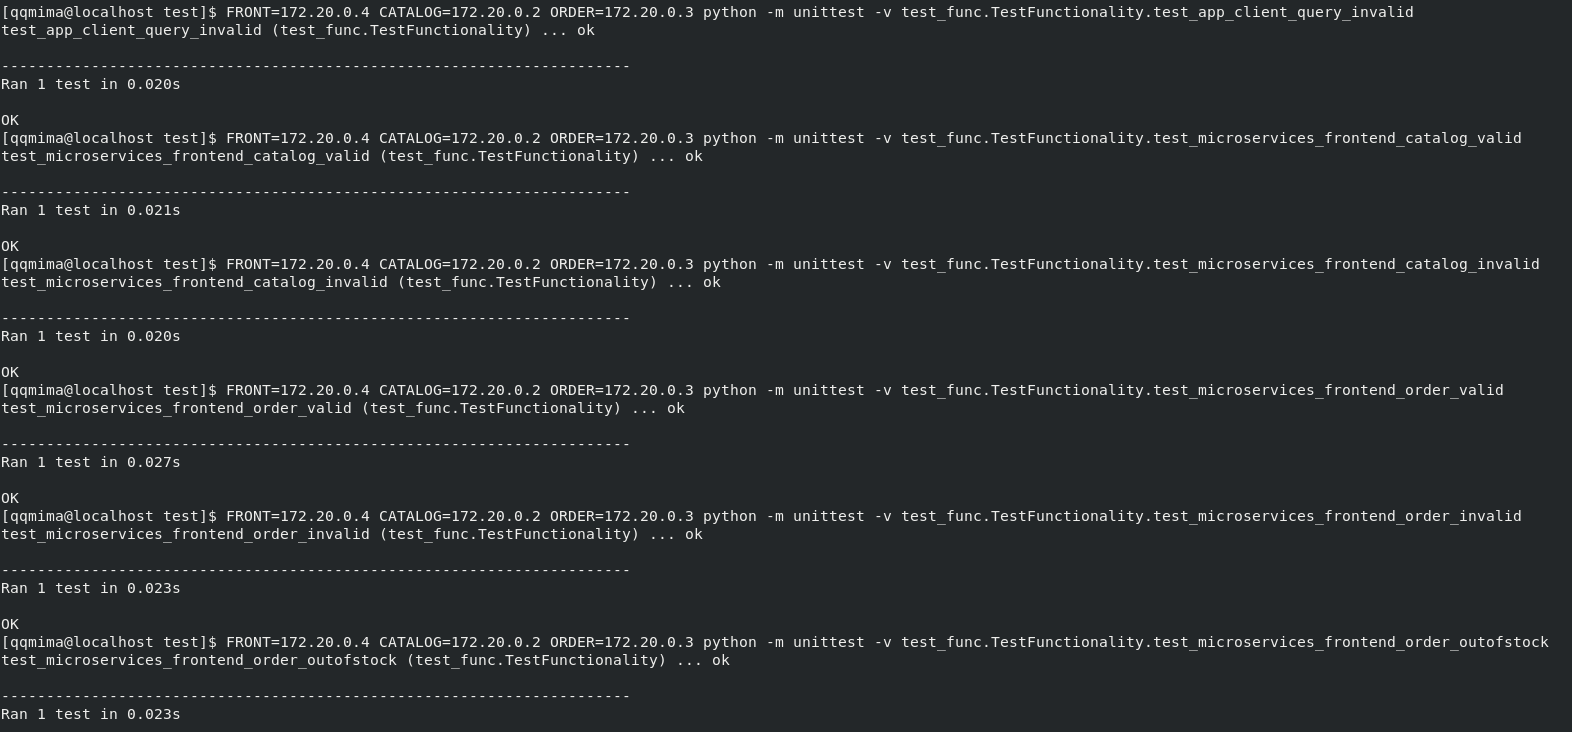 [qqmima@localhost test]$ FRONT=172.20.0.4 CATALOG=172.20.0.2 ORDER=172.20.0.3 python -m unittest -v test_func.TestFunctionality.test_app_client_query_invalid
test_app_client_query_invalid (test_func.TestFunctionality) ... ok
----------------------------------------------------------------------
Ran 1 test in 0.020s
OK
[qqmima@localhost test]$ FRONT=172.20.0.4 CATALOG=172.20.0.2 ORDER=172.20.0.3 python -m unittest -v test_func.TestFunctionality.test_microservices_frontend_catalog_valid
test_microservices_frontend_catalog_valid (test_func.TestFunctionality) ... ok
----------------------------------------------------------------------
Ran 1 test in 0.021s
OK
[qqmima@localhost test]$ FRONT=172.20.0.4 CATALOG=172.20.0.2 ORDER=172.20.0.3 python -m unittest -v test_func.TestFunctionality.test_microservices_frontend_catalog_invalid
test_microservices_frontend_catalog_invalid (test_func.TestFunctionality) ... ok
----------------------------------------------------------------------
Ran 1 test in 0.020s
OK
[qqmima@localhost test]$ FRONT=172.20.0.4 CATALOG=172.20.0.2 ORDER=172.20.0.3 python -m unittest -v test_func.TestFunctionality.test_microservices_frontend_order_valid
test_microservices_frontend_order_valid (test_func.TestFunctionality) ... ok
----------------------------------------------------------------------
Ran 1 test in 0.027s
OK
[qqmima@localhost test]$ FRONT=172.20.0.4 CATALOG=172.20.0.2 ORDER=172.20.0.3 python -m unittest -v test_func.TestFunctionality.test_microservices_frontend_order_invalid
test_microservices_frontend_order_invalid (test_func.TestFunctionality) ... ok
----------------------------------------------------------------------
Ran 1 test in 0.023s
OK
[qqmima@localhost test]$ FRONT=172.20.0.4 CATALOG=172.20.0.2 ORDER=172.20.0.3 python -m unittest -v test_func.TestFunctionality.test_microservices_frontend_order_outofstock
test_microservices_frontend_order_outofstock (test_func.TestFunctionality) ... ok
----------------------------------------------------------------------
Ran 1 test in 0.023s